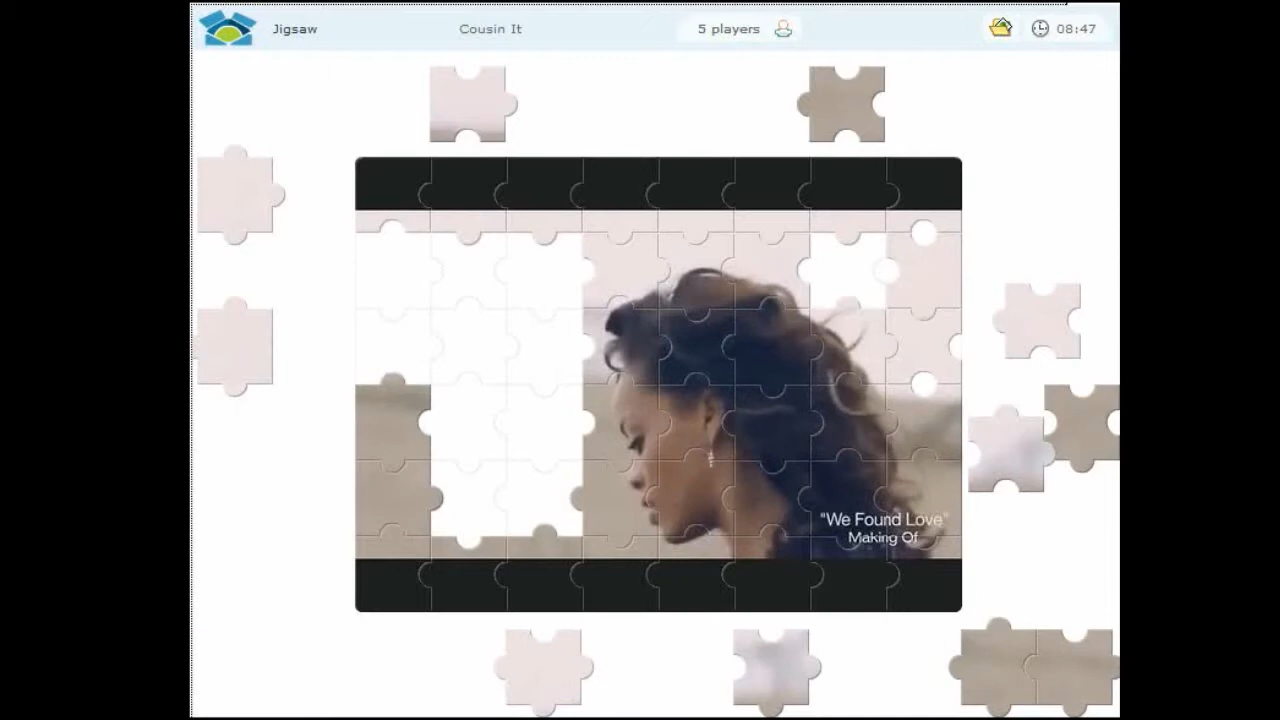 Jigsaw
Cousin It
5 players
08:47
"We Found Love"
Making Of